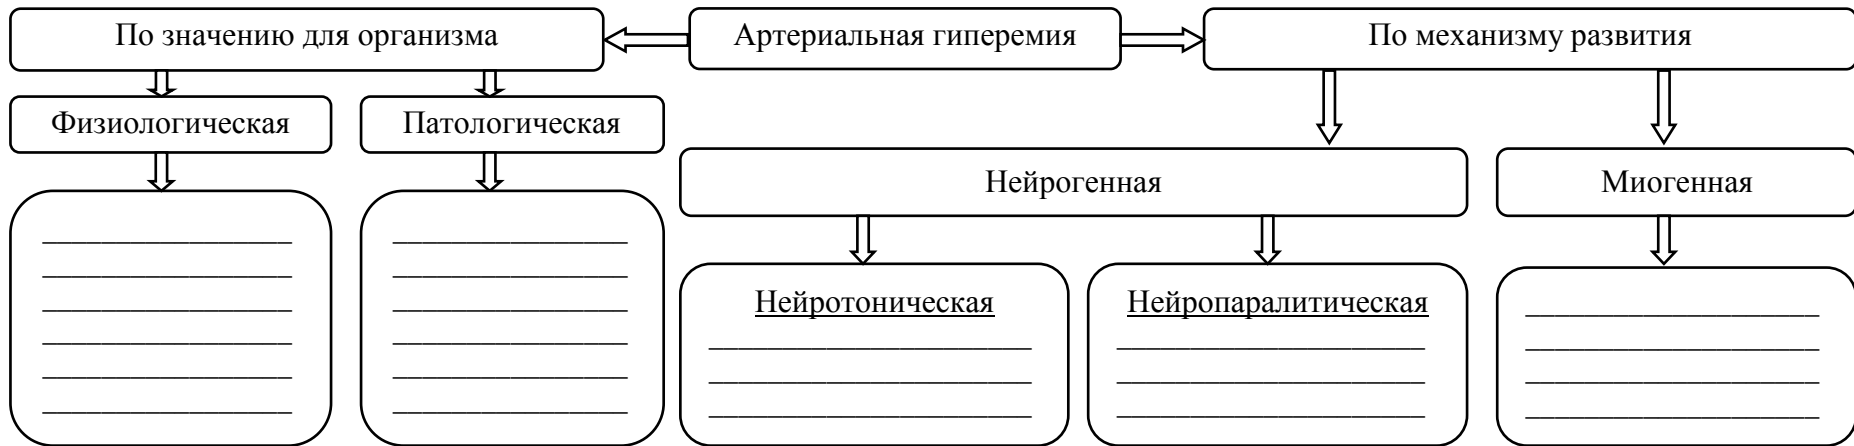 По значению для организма
Артериальная гиперемия
По механизму развития
Физиологическая
Патологическая
Нейрогенная
Миогенная
Нейротоническая
Нейропаралитическая